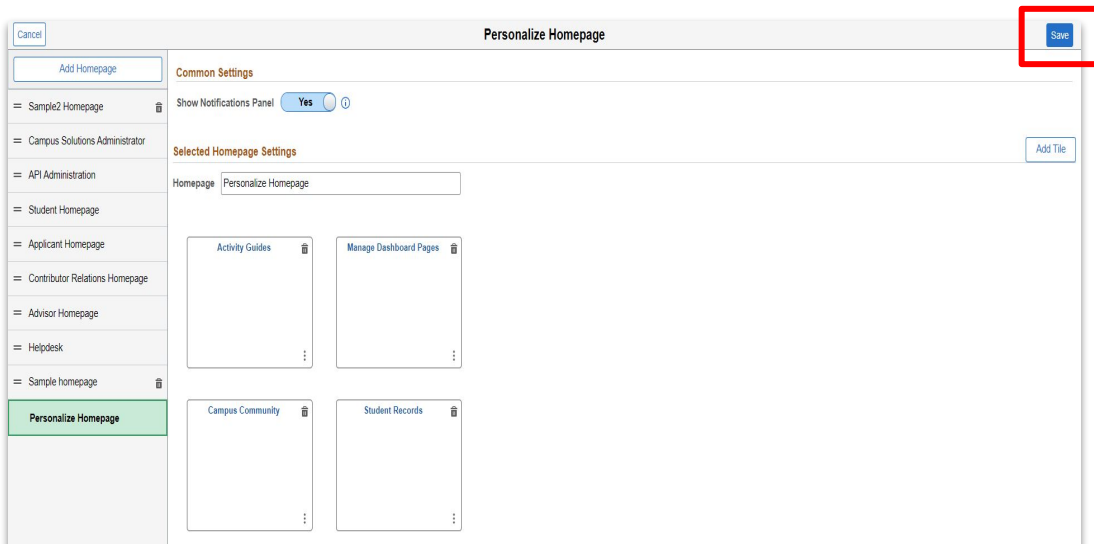 Cancel
Personalize Homepage
Save
Add Homepage
Sample2 Homepage
Campus Solutions Administrator
API Administration
Student Homepage
Applicant Homepage
Contributor Relations Homepage
Advisor Homepage
Helpdesk
Sample homepage
Personalize Homepage
Common Settings
Show Notifications Panel Yes
Selected Homepage Settings
Add Tile
Homepage Personalize Homepage
Activity Guides
Manage Dashboard Pages
Campus Community
Student Records